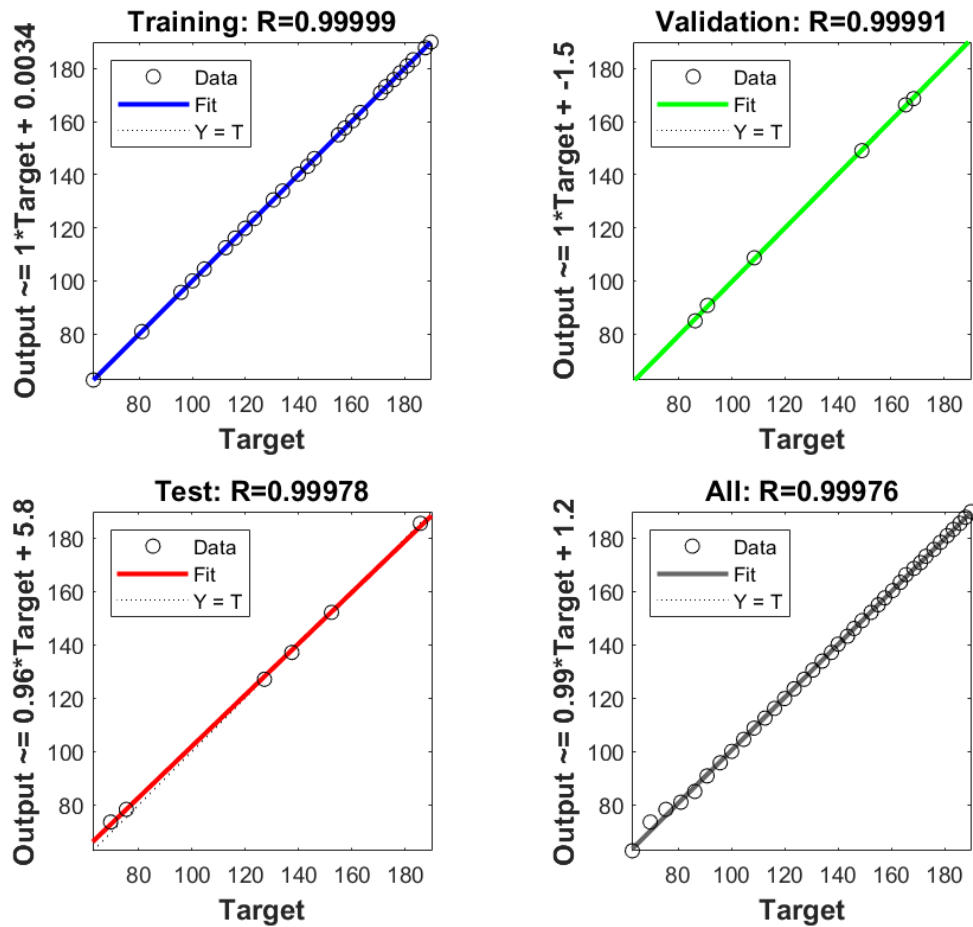 Training: R=0.99999
Output ~= 1*Target + 0.0034
180
160
140
120
100
80
Data
Fit
Y = T
80 100 120 140 160 180
Target
Validation: R=0.99991
Output ~= 1*Target + -1.5
180
160
140
120
100
80
Data
Fit
Y = T
80 100 120 140 160 180
Target
Test: R=0.99978
Output ~= 0.96*Target + 5.8
180
160
140
120
100
80
Data
Fit
Y = T
80 100 120 140 160 180
Target
All: R=0.99976
Output ~= 0.99*Target + 1.2
180
160
140
120
100
80
Data
Fit
Y = T
80 100 120 140 160 180
Target